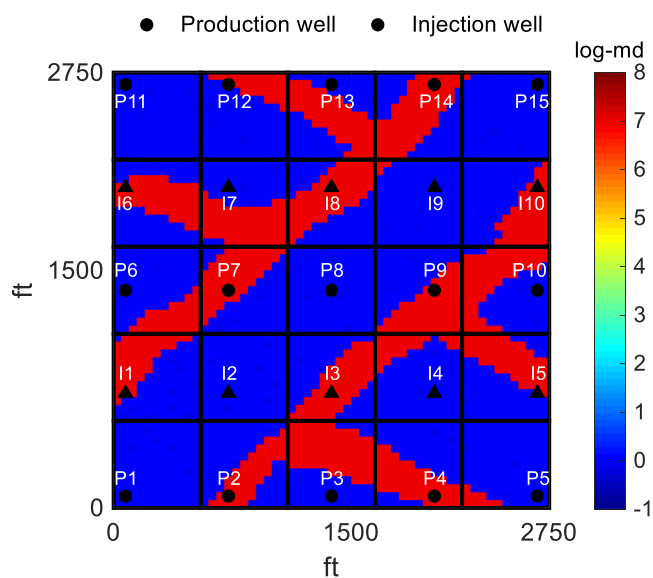 Production well Injection well
log-md
2750
8
P11 P12 P13 P14 P15
7
6
I6 I7 I8 I9 I10
5
1500
P6 P7 P8 P9 P10
4
ft
3
2
I1 I2 I3 I4 I5
1
0
P1 P2 P3 P4 P5
0
-1
0 1500 2750
ft